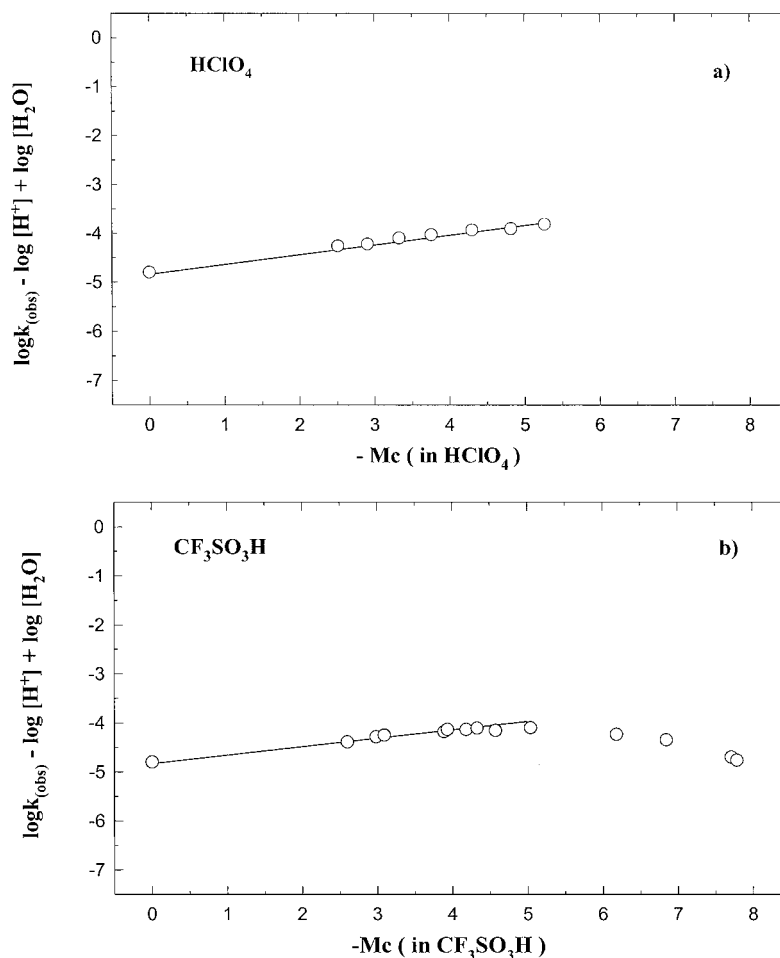 0
-1
-2
-3
-4
-5
-6
-7
HClO₄
a)
logk₍obs₎ - log [H⁺] + log [H₂O]
0 1 2 3 4 5 6 7 8
- Mc ( in HClO₄ )
0
-1
-2
-3
-4
-5
-6
-7
CF₃SO₃H
b)
logk₍obs₎ - log [H⁺] + log [H₂O]
0 1 2 3 4 5 6 7 8
-Mc ( in CF₃SO₃H )